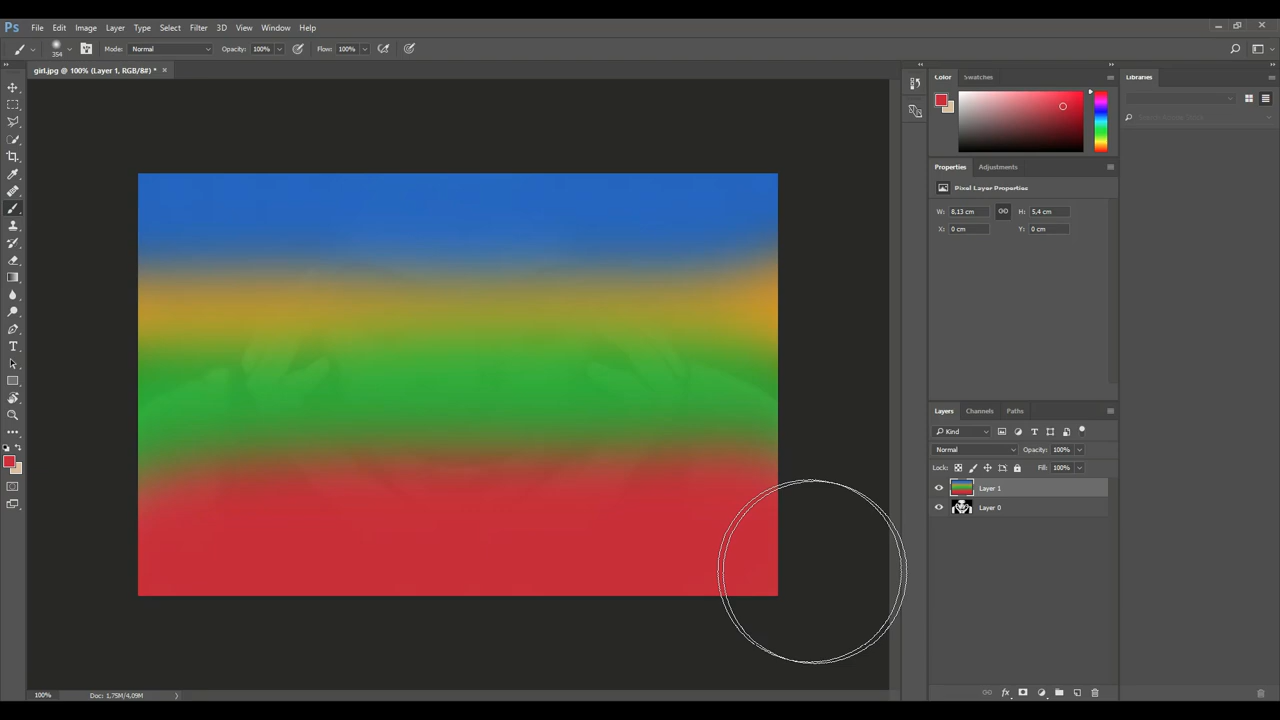 Ps File Edit Image Layer Type Select Filter 3D View Window Help
354 Mode: Normal Opacity: 100% Flow: 100%
girl.jpg @ 100% (Layer 1, RGB/8#) *
Color Swatches
Libraries
Properties Adjustments
Pixel Layer Properties
W: 8,13 cm H: 5,4 cm
X: 0 cm Y: 0 cm
Layers Channels Paths
Kind
Normal Opacity: 100%
Lock: Fill: 100%
Layer 1
Layer 0
fx
100% Doc: 1,75M/4,09M